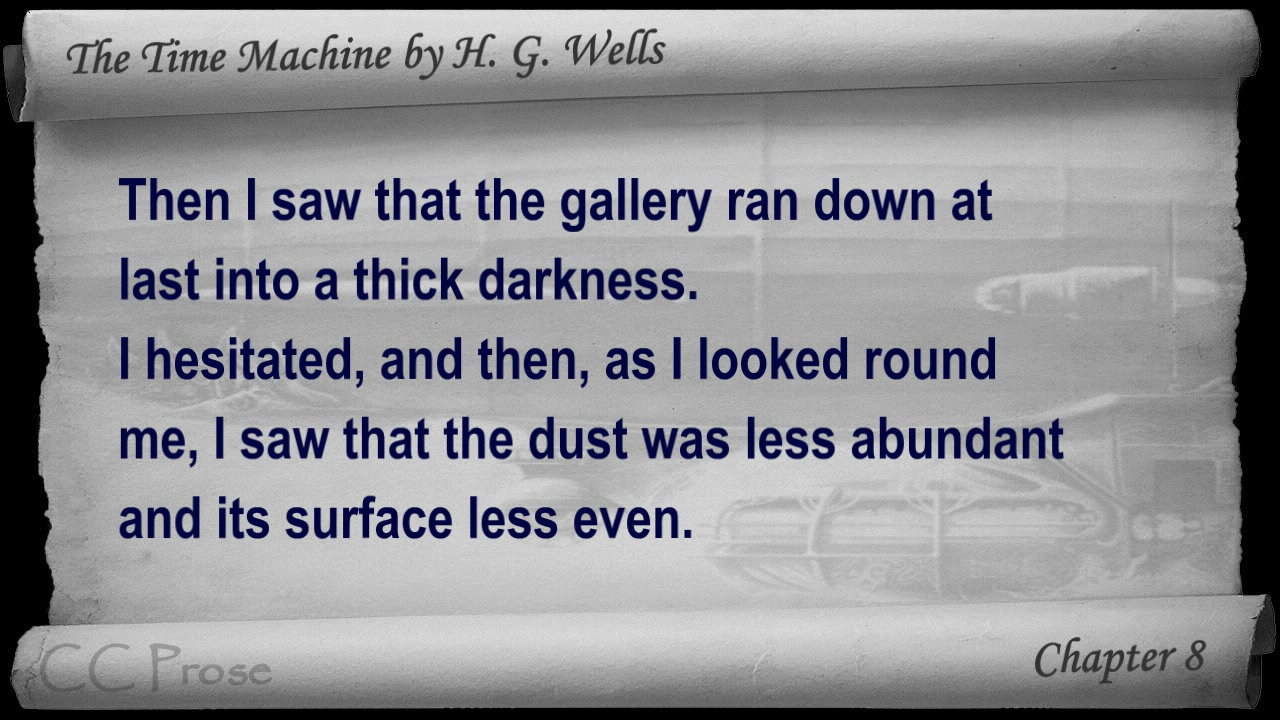 The Time Machine by H. G. Wells
Then I saw that the gallery ran down at
last into a thick darkness.
I hesitated, and then, as I looked round
me, I saw that the dust was less abundant
and its surface less even.
CC Prose
Chapter 8